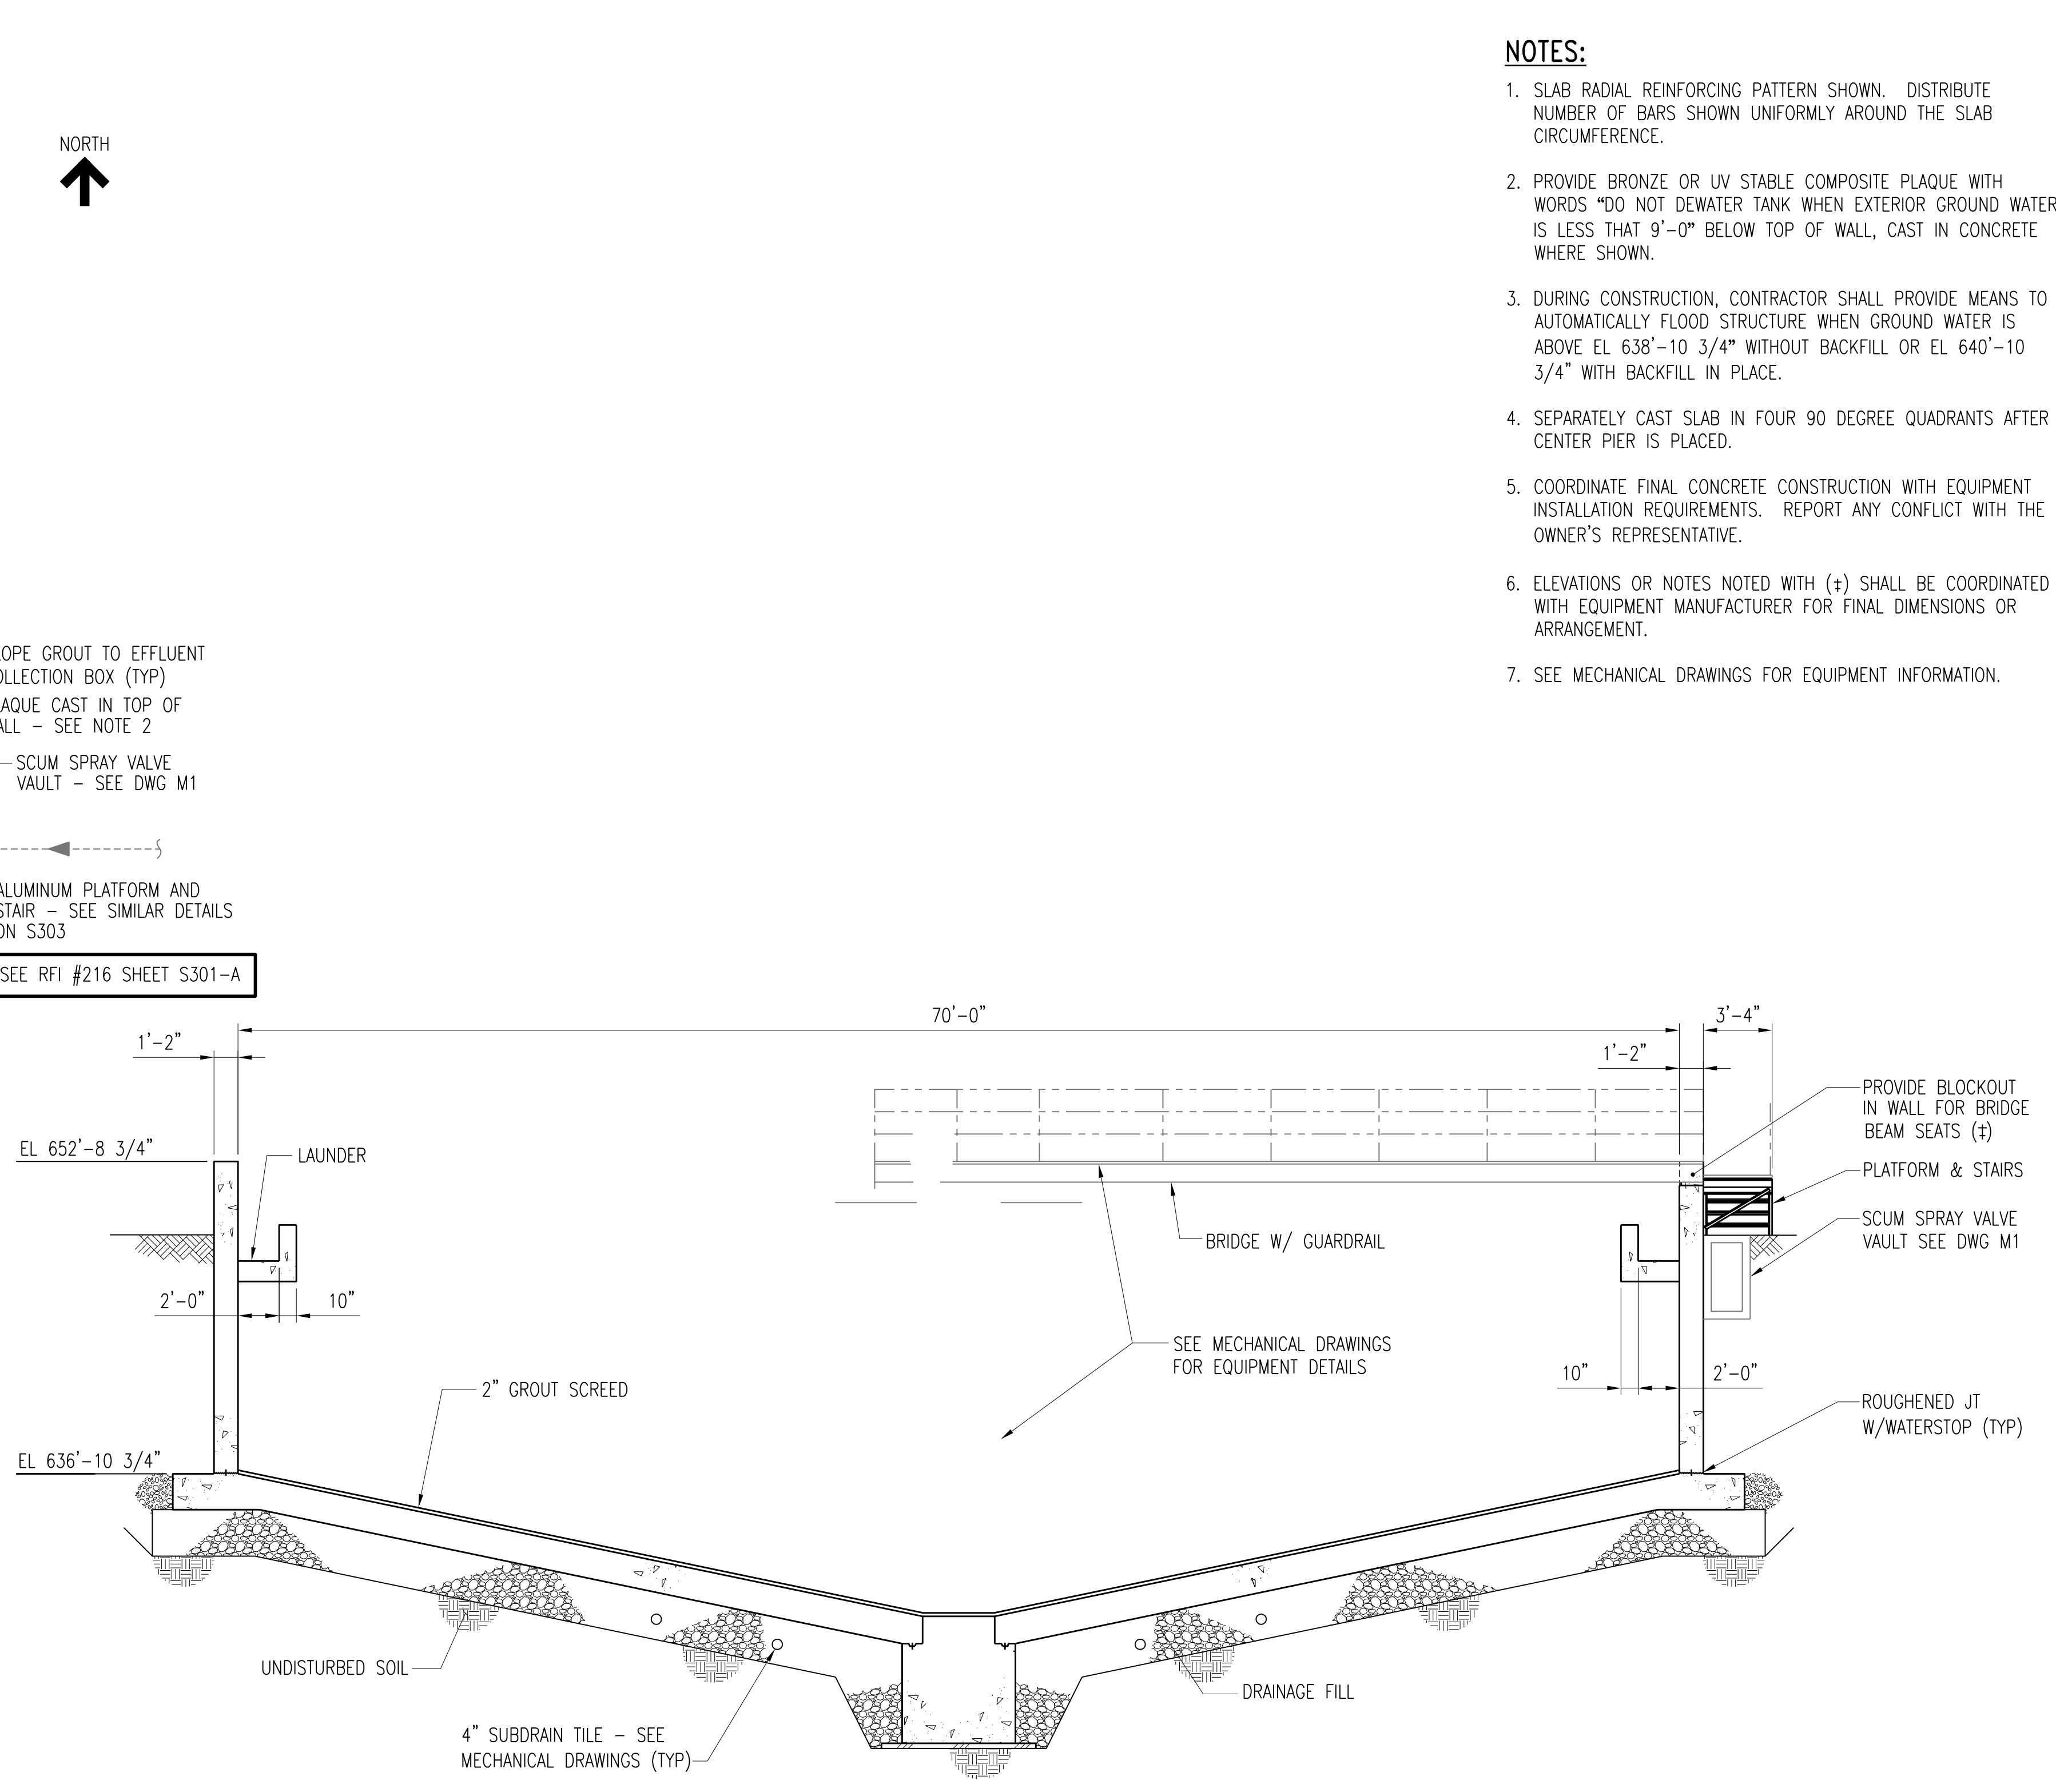 NOTES:
1. SLAB RADIAL REINFORCING PATTERN SHOWN. DISTRIBUTE
NUMBER OF BARS SHOWN UNIFORMLY AROUND THE SLAB
CIRCUMFERENCE.
2. PROVIDE BRONZE OR UV STABLE COMPOSITE PLAQUE WITH
WORDS “DO NOT DEWATER TANK WHEN EXTERIOR GROUND WATER
IS LESS THAT 9'-0” BELOW TOP OF WALL, CAST IN CONCRETE
WHERE SHOWN.
3. DURING CONSTRUCTION, CONTRACTOR SHALL PROVIDE MEANS TO
AUTOMATICALLY FLOOD STRUCTURE WHEN GROUND WATER IS
ABOVE EL 638'-10 3/4” WITHOUT BACKFILL OR EL 640'-10
3/4" WITH BACKFILL IN PLACE.
4. SEPARATELY CAST SLAB IN FOUR 90 DEGREE QUADRANTS AFTER
CENTER PIER IS PLACED.
5. COORDINATE FINAL CONCRETE CONSTRUCTION WITH EQUIPMENT
INSTALLATION REQUIREMENTS. REPORT ANY CONFLICT WITH THE
OWNER'S REPRESENTATIVE.
6. ELEVATIONS OR NOTES NOTED WITH (‡) SHALL BE COORDINATED
WITH EQUIPMENT MANUFACTURER FOR FINAL DIMENSIONS OR
ARRANGEMENT.
7. SEE MECHANICAL DRAWINGS FOR EQUIPMENT INFORMATION.
NORTH
LOPE GROUT TO EFFLUENT
OLLECTION BOX (TYP)
LAQUE CAST IN TOP OF
ALL - SEE NOTE 2
SCUM SPRAY VALVE
VAULT - SEE DWG M1
ALUMINUM PLATFORM AND
STAIR - SEE SIMILAR DETAILS
ON S303
SEE RFI #216 SHEET S301-A
70'-0"
3'-4"
1'-2"
1'-2"
PROVIDE BLOCKOUT
IN WALL FOR BRIDGE
BEAM SEATS (‡)
EL 652'-8 3/4"
LAUNDER
PLATFORM & STAIRS
SCUM SPRAY VALVE
VAULT SEE DWG M1
BRIDGE W/ GUARDRAIL
2'-0"
10"
SEE MECHANICAL DRAWINGS
FOR EQUIPMENT DETAILS
10"
2'-0"
2" GROUT SCREED
ROUGHENED JT
W/WATERSTOP (TYP)
EL 636'-10 3/4"
UNDISTURBED SOIL
DRAINAGE FILL
4" SUBDRAIN TILE - SEE
MECHANICAL DRAWINGS (TYP)